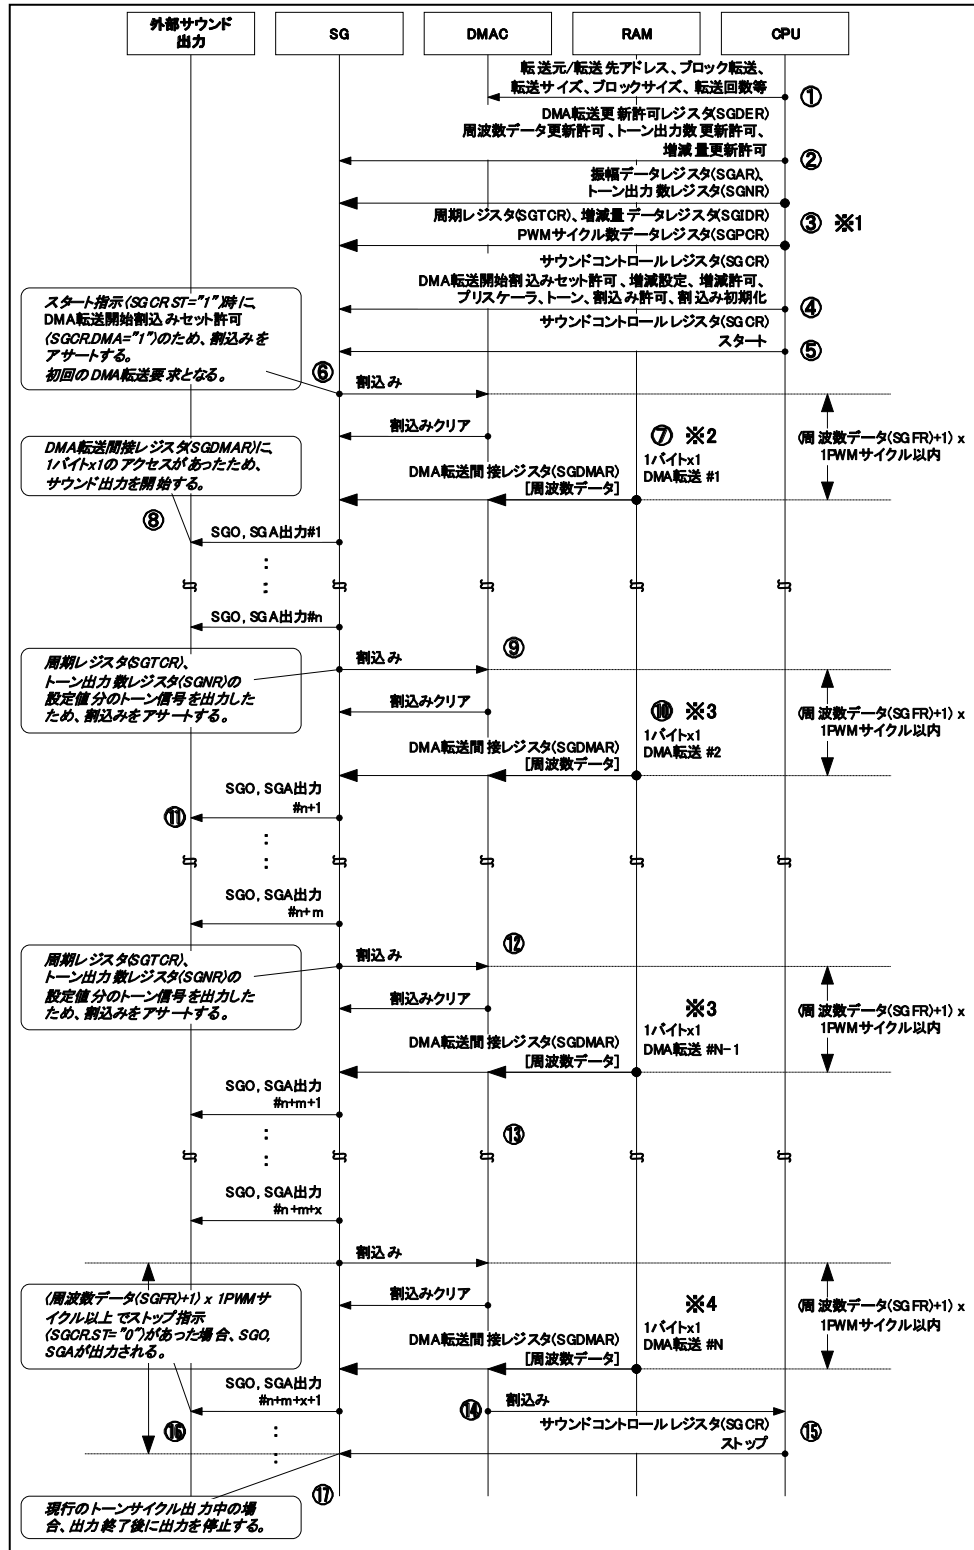 外部サウンド
出力
SG
DMAC
RAM
CPU
転送元/転送先アドレス、ブロック転送、
転送サイズ、ブロックサイズ、転送回数等
①
DMA転送更新許可レジスタ(SGDER)
周波数データ更新許可、トーン出力数更新許可、
増減量更新許可
②
振幅データレジスタ(SGAR)、
トーン出力数レジスタ(SGNR)
周期レジスタ(SGTCR)、増減量データレジスタ(SGIDR)
③ ※1
PWMサイクル数データレジスタ(SGPCR)
サウンドコントロールレジスタ(SGCR)
DMA転送開始割込みセット許可、増減設定、増減許可、
プリスケーラ、トーン、割込み許可、割込み初期化
④
サウンドコントロールレジスタ(SGCR)
スタート
⑤
スタート指示(SGCR.ST="1")時に、
DMA転送開始割込みセット許可
(SGCR.DMA="1")のため、割込みを
アサートする。
初回のDMA転送要求となる。
⑥
割込み
割込みクリア
⑦ ※2
1バイトx1
DMA転送 #1
(周波数データ(SGFR)+1) x
1PWMサイクル以内
DMA転送間接レジスタ(SGDMAR)に、
1バイトx1のアクセスがあったため、
サウンド出力を開始する。
DMA転送間接レジスタ(SGDMAR)
[周波数データ]
⑧
SGO, SGA出力#1
SGO, SGA出力#n
周期レジスタ(SGTCR)、
トーン出力数レジスタ(SGNR)の
設定値分のトーン信号を出力した
ため、割込みをアサートする。
⑨
割込み
割込みクリア
⑩ ※3
1バイトx1
DMA転送 #2
(周波数データ(SGFR)+1) x
1PWMサイクル以内
DMA転送間接レジスタ(SGDMAR)
[周波数データ]
SGO, SGA出力
#n+1
⑪
SGO, SGA出力
#n+m
周期レジスタ(SGTCR)、
トーン出力数レジスタ(SGNR)の
設定値分のトーン信号を出力した
ため、割込みをアサートする。
⑫
割込み
割込みクリア
※3
1バイトx1
DMA転送 #N-1
(周波数データ(SGFR)+1) x
1PWMサイクル以内
DMA転送間接レジスタ(SGDMAR)
[周波数データ]
SGO, SGA出力
#n+m+1
⑬
SGO, SGA出力
#n+m+x
割込み
(周波数データ(SGFR)+1) x 1PWMサ
イクル以上でストップ指示
(SGCR.ST="0")があった場合、SGO,
SGAが出力される。
割込みクリア
※4
1バイトx1
DMA転送 #N
(周波数データ(SGFR)+1) x
1PWMサイクル以内
DMA転送間接レジスタ(SGDMAR)
[周波数データ]
SGO, SGA出力
#n+m+x+1
⑭
割込み
サウンドコントロールレジスタ(SGCR)
ストップ
⑮
⑯
⑰
現行のトーンサイクル出力中の場
合、出力終了後に出力を停止する。